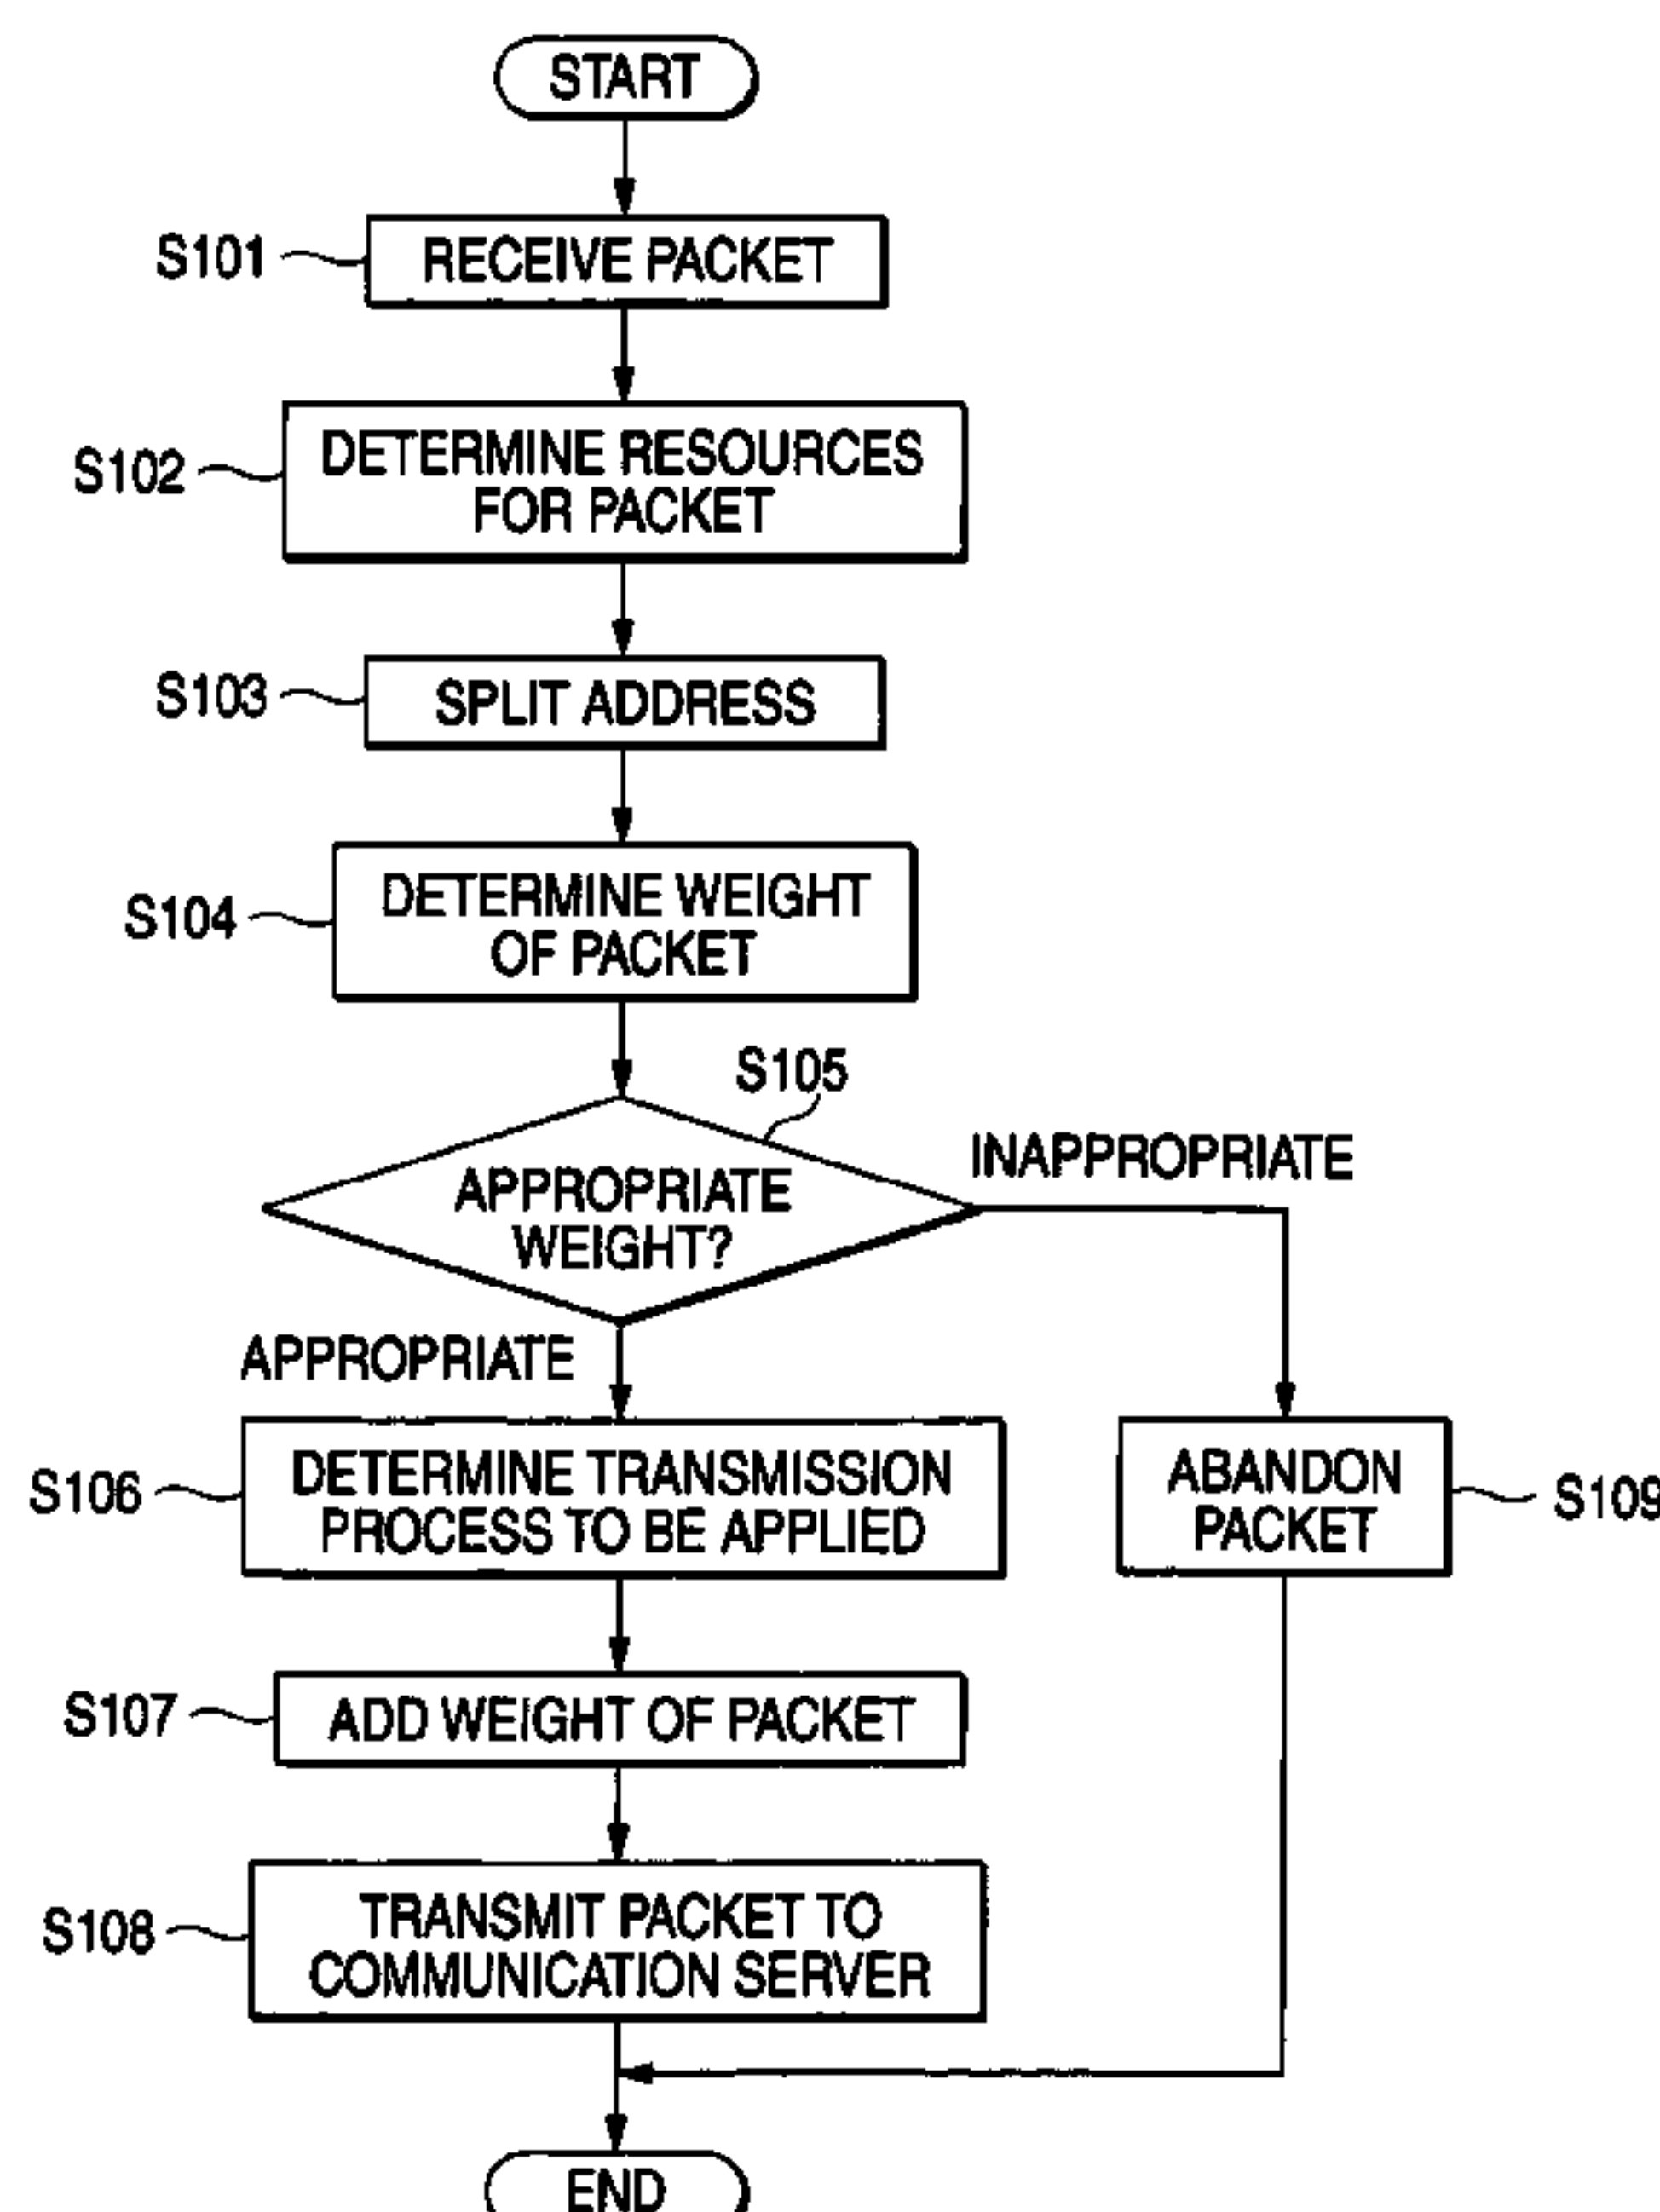 START
S101
RECEIVE PACKET
S102
DETERMINE RESOURCES
FOR PACKET
S103
SPLIT ADDRESS
S104
DETERMINE WEIGHT
OF PACKET
S105
APPROPRIATE
WEIGHT?
INAPPROPRIATE
APPROPRIATE
S106
DETERMINE TRANSMISSION
PROCESS TO BE APPLIED
ABANDON
PACKET
S109
S107
ADD WEIGHT OF PACKET
S108
TRANSMIT PACKET TO
COMMUNICATION SERVER
END